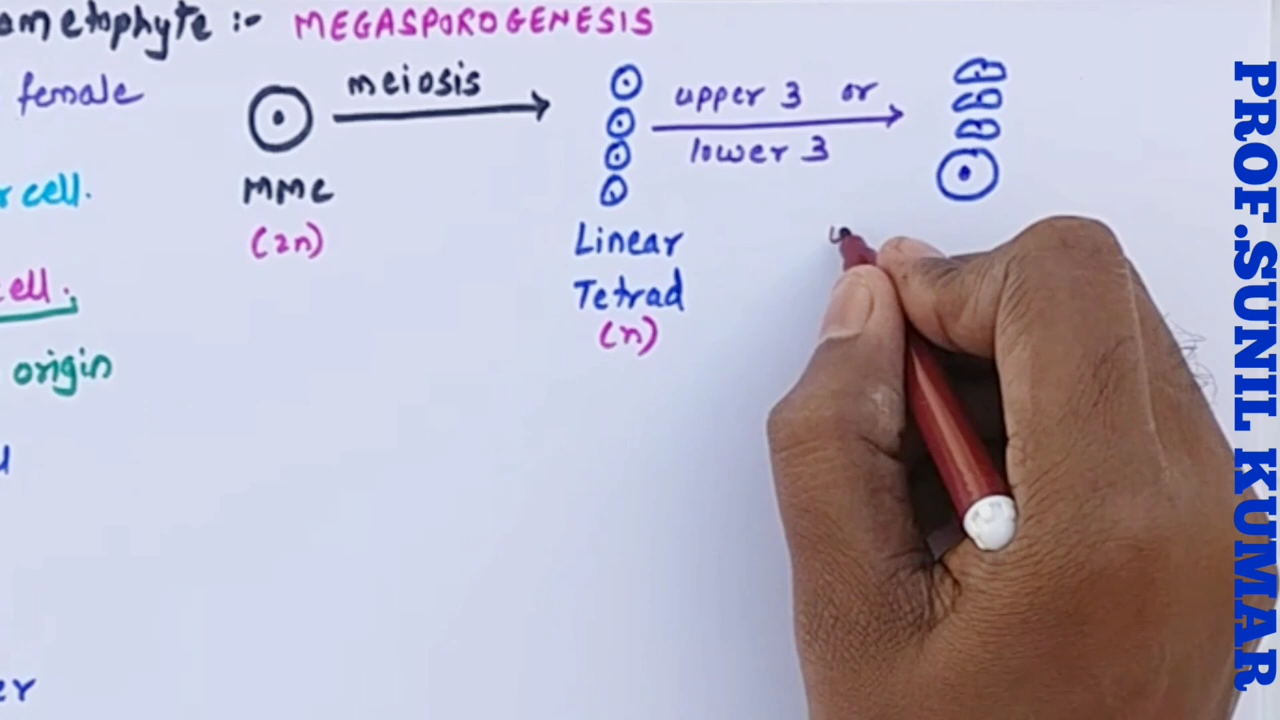 ametophyte :- MEGASPOROGENESIS
female
meiosis
upper 3 or
lower 3
r cell.
MMC
(2n)
Linear
Tetrad
(n)
ell.
origin
er
PROF.SUNIL KUMAR